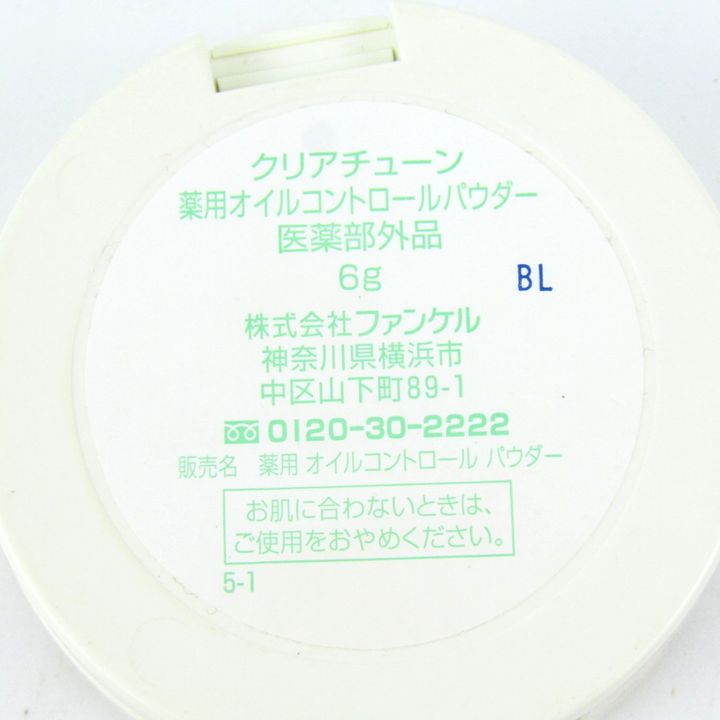 クリアチューン
薬用オイルコントロールパウダー
医薬部外品
6g
BL
株式会社ファンケル
神奈川県横浜市
中区山下町89-1
0120-30-2222
販売名 薬用 オイルコントロール パウダー
お肌に合わないときは、
ご使用をおやめください。
5-1